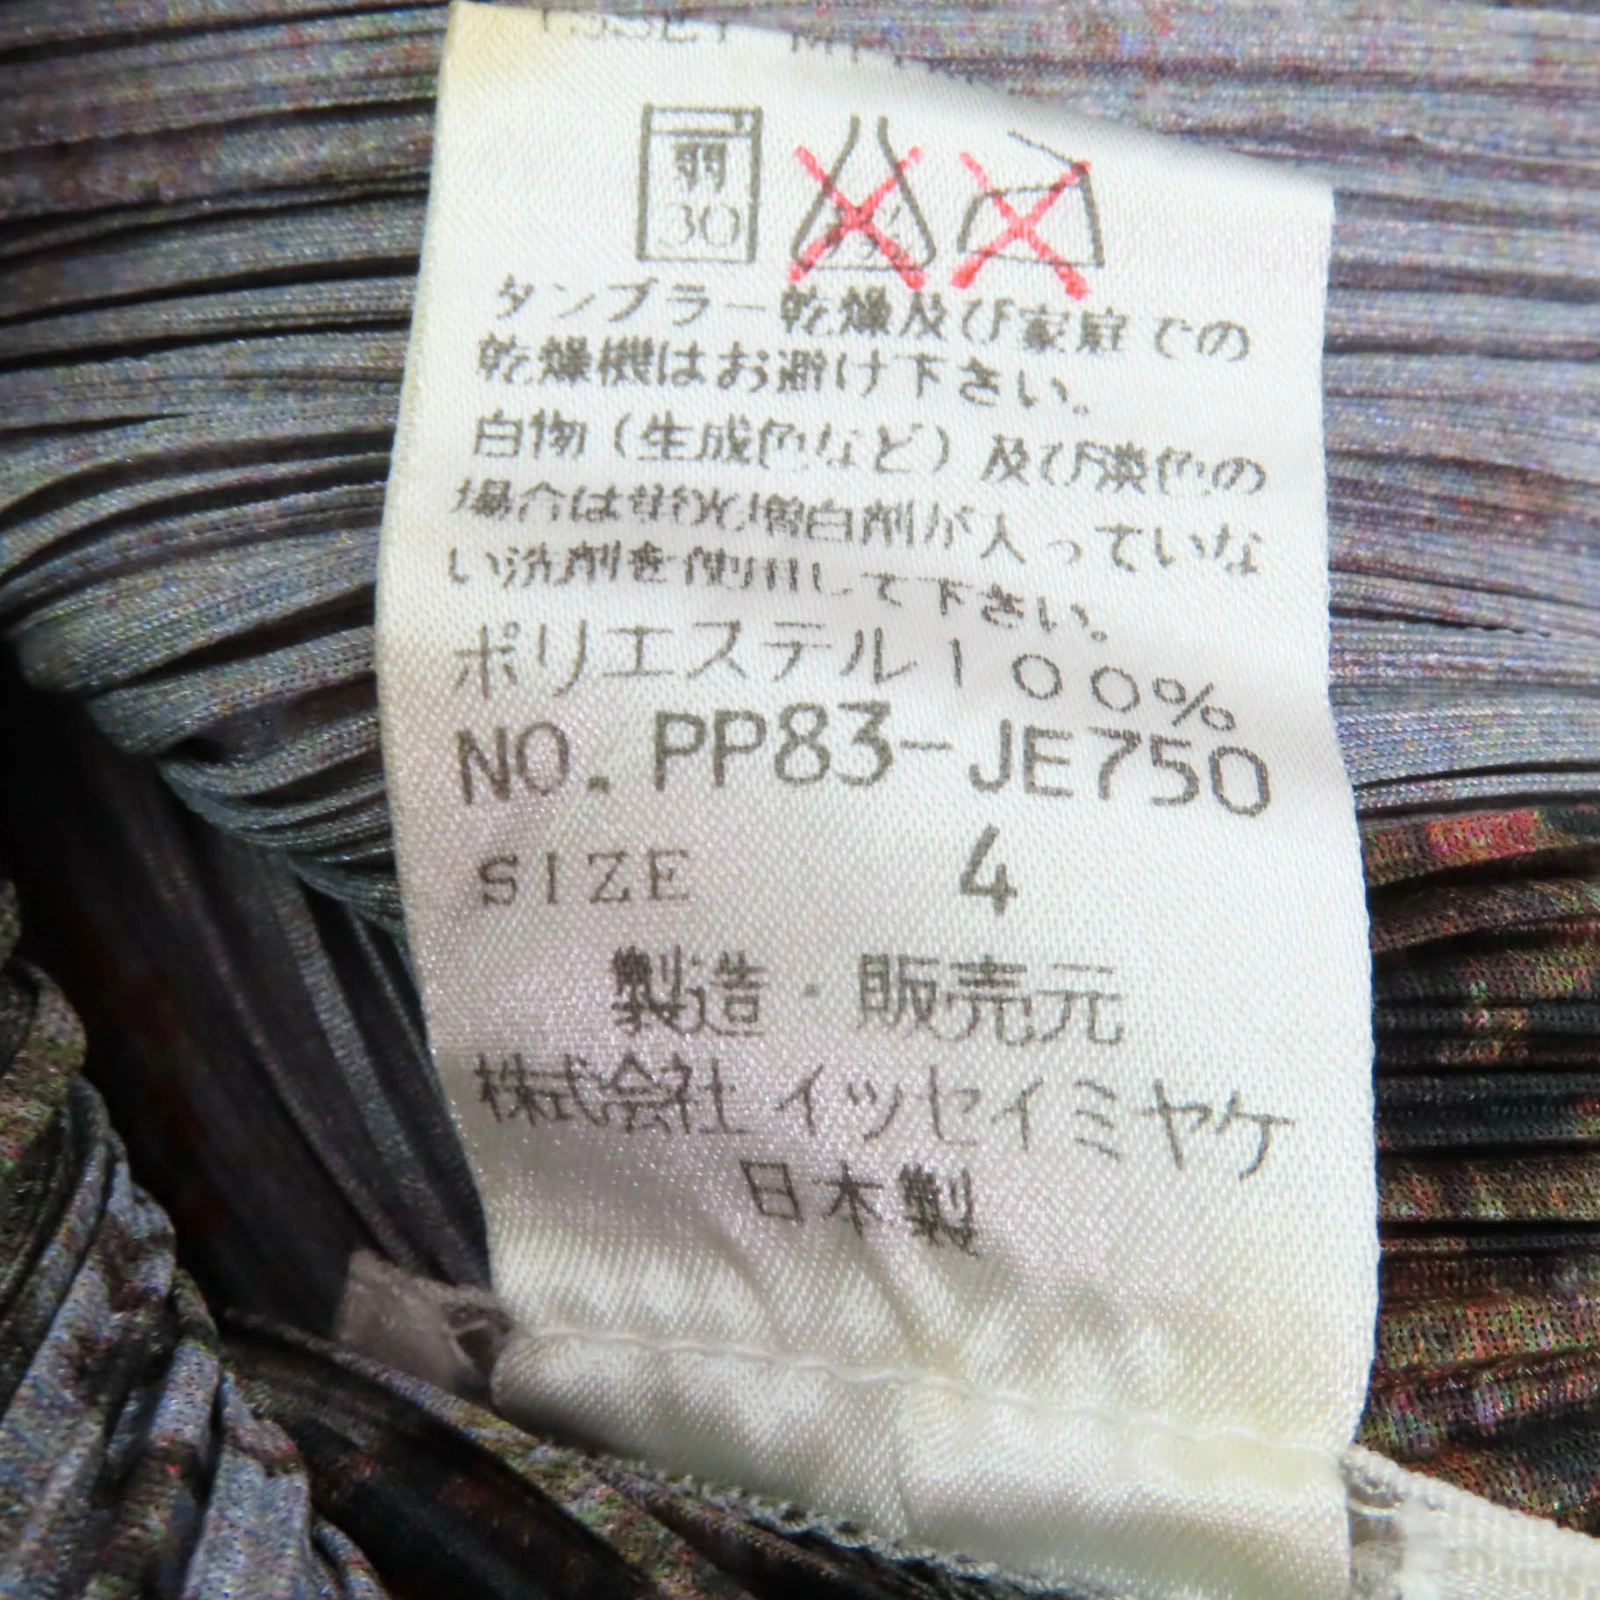 弱
30
タンブラー乾燥及び家庭での
乾燥機はお避け下さい。
白物（生成色など）及び淡色の
場合は蛍光増白剤が入っていな
い洗剤を使用して下さい。
ポリエステル100%
NO. PP83-JE750
SIZE 4
製造・販売元
株式会社イッセイミヤケ
日本製